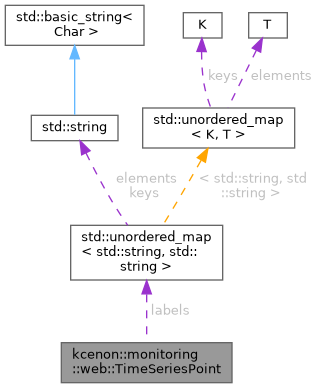 std::basic_string<
Char >
K
T
keys
elements
std::string
std::unordered_map
< K, T >
elements
keys
< std::string, std
::string >
std::unordered_map
< std::string, std::
string >
labels
kcenon::monitoring
::web::TimeSeriesPoint